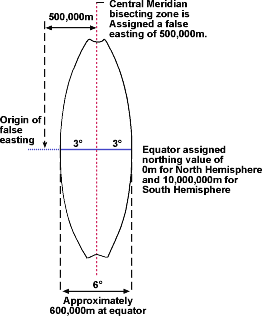 Central Meridian
bisecting zone is
Assigned a false
easting of 500,000m.
500,000m
Origin of
false
easting
3° 3°
Equator assigned
northing value of
0m for North Hemisphere
and 10,000,000m for
South Hemisphere
6°
Approximately
600,000m at equator